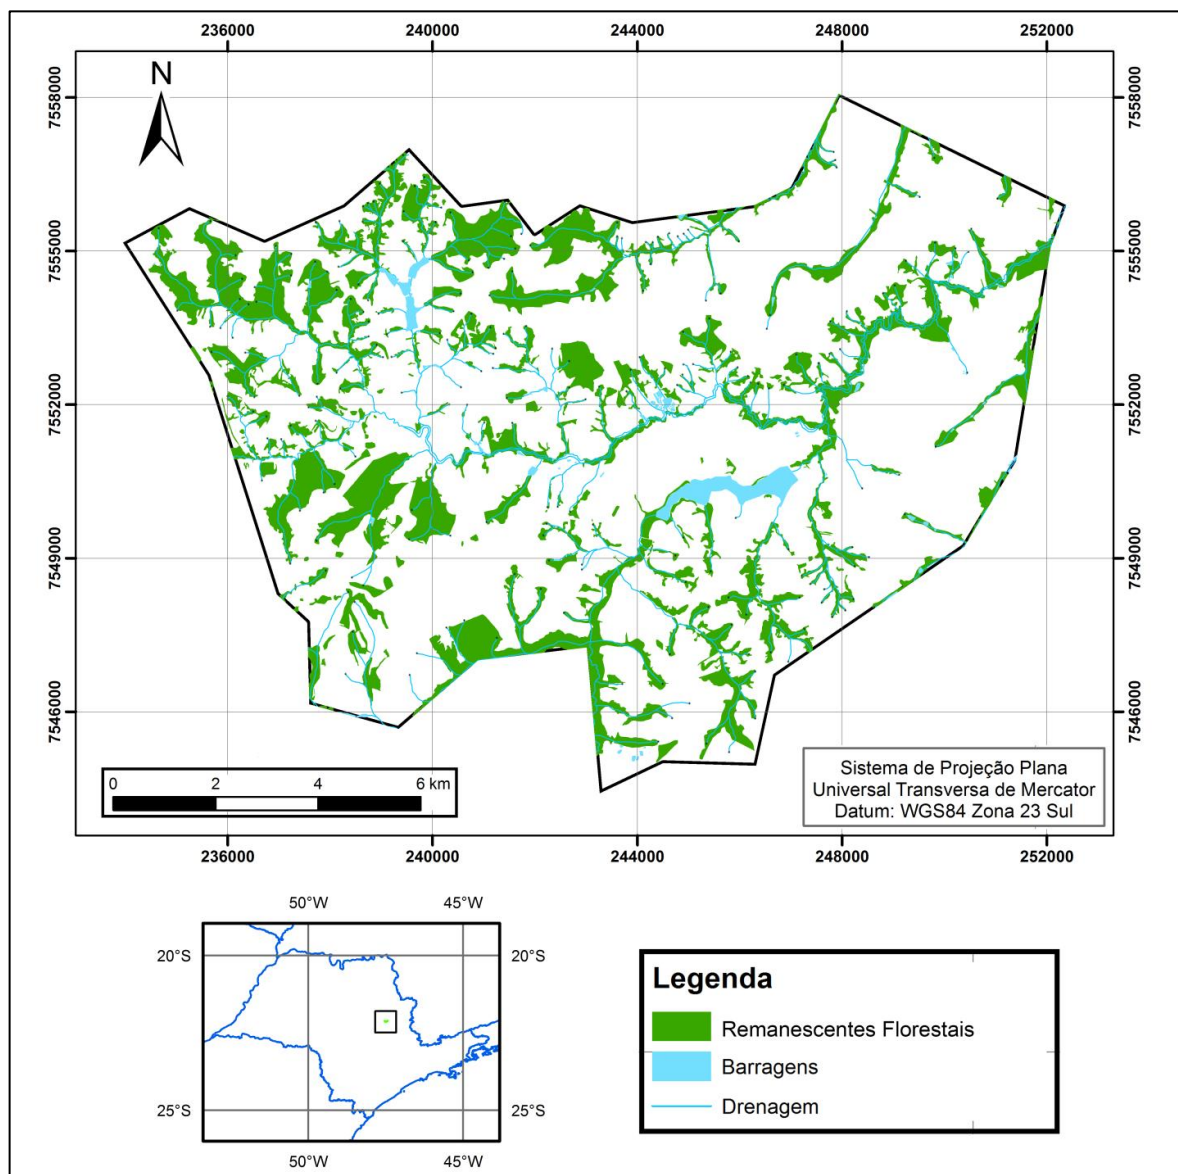 236000 240000 244000 248000 252000
N
7558000 7558000
7555000 7555000
7552000 7552000
7549000 7549000
7546000 7546000
0 2 4 6 km
Sistema de Projeção Plana
Universal Transversa de Mercator
Datum: WGS84 Zona 23 Sul
236000 240000 244000 248000 252000
50°W 45°W
20°S 20°S
25°S 25°S
50°W 45°W
Legenda
Remanescentes Florestais
Barragens
Drenagem